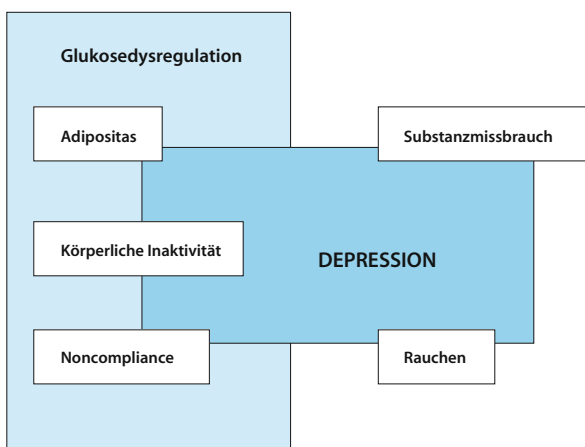 Glukosedysregulation
Adipositas
Substanzmissbrauch
Körperliche Inaktivität
DEPRESSION
Noncompliance
Rauchen